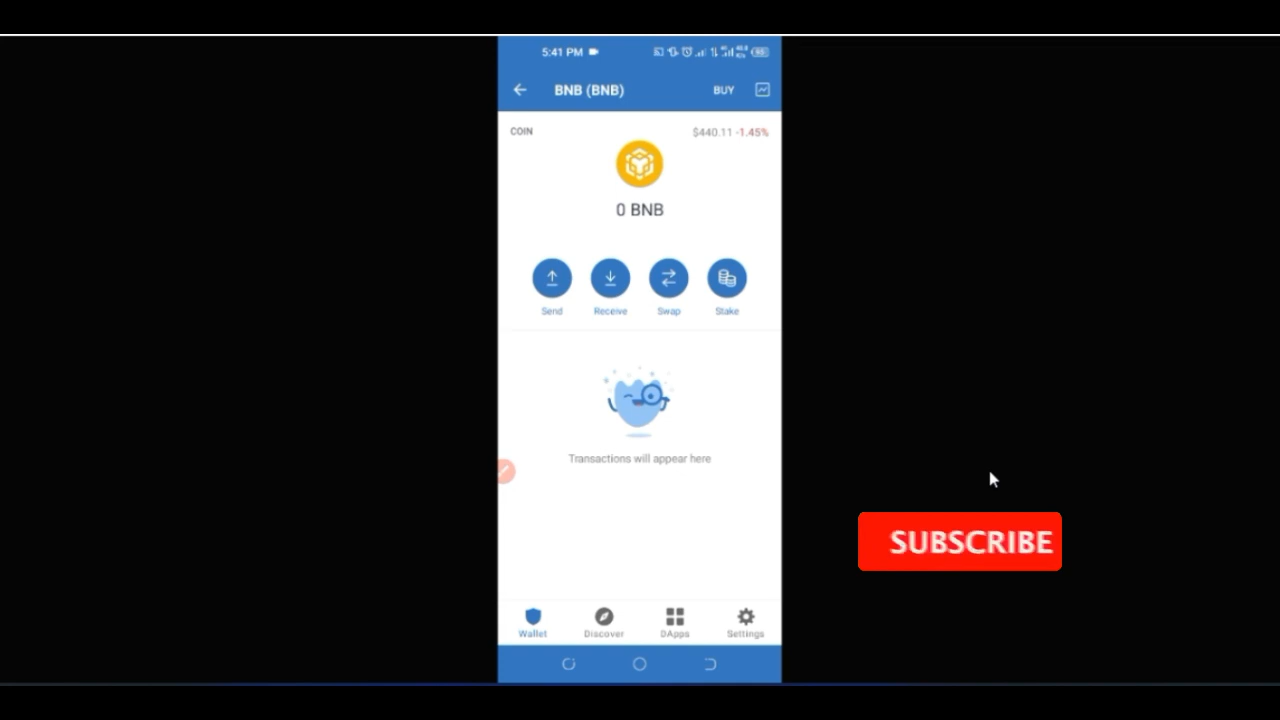 5:41 PM
BNB (BNB)
BUY
COIN
$440.11 -1.45%
0 BNB
Send
Receive
Swap
Stake
Transactions will appear here
SUBSCRIBE
Wallet
Discover
DApps
Settings